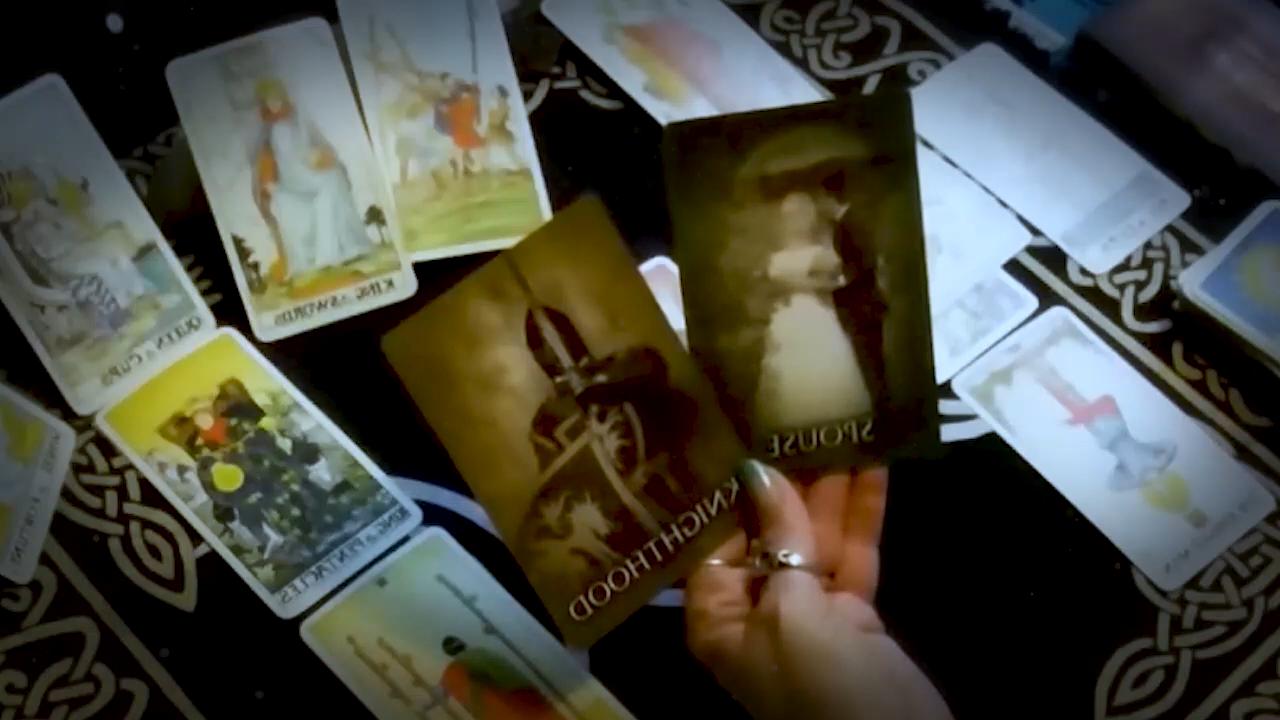 KING of SWORDS
QUEEN of CUPS
SPOUSE
KNIGHTHOOD
KING of PENTACLES